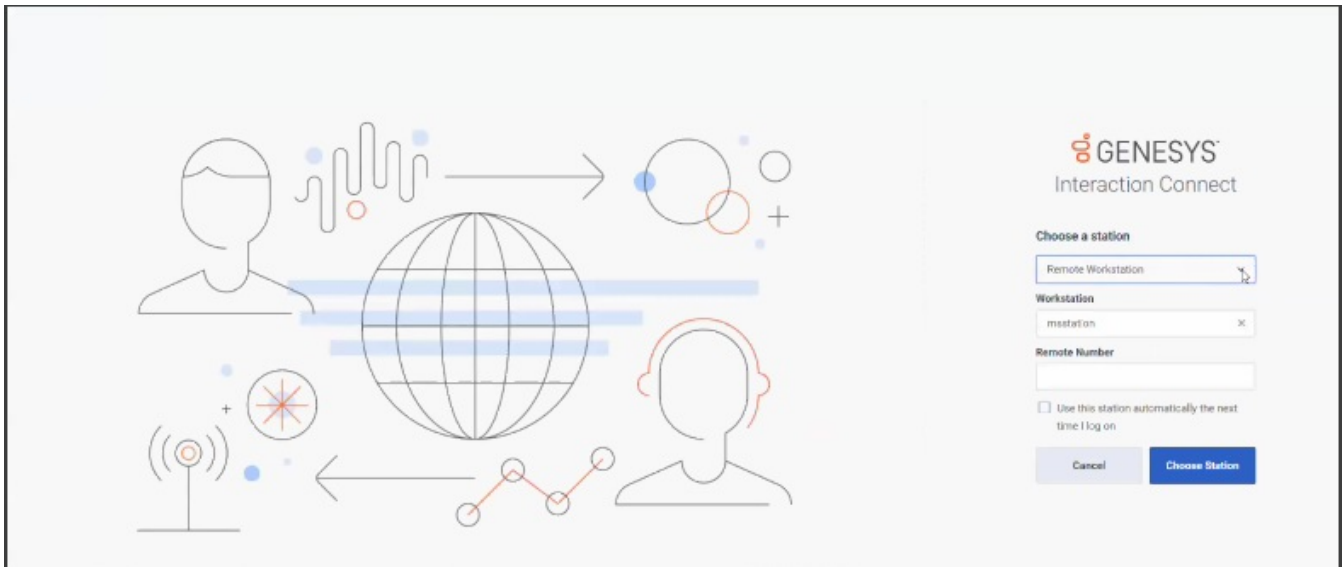 GENESYS
Interaction Connect
Choose a station
Remote Workstation
Workstation
msstation
Remote Number
Use this station automatically the next
time I log on
Cancel
Choose Station